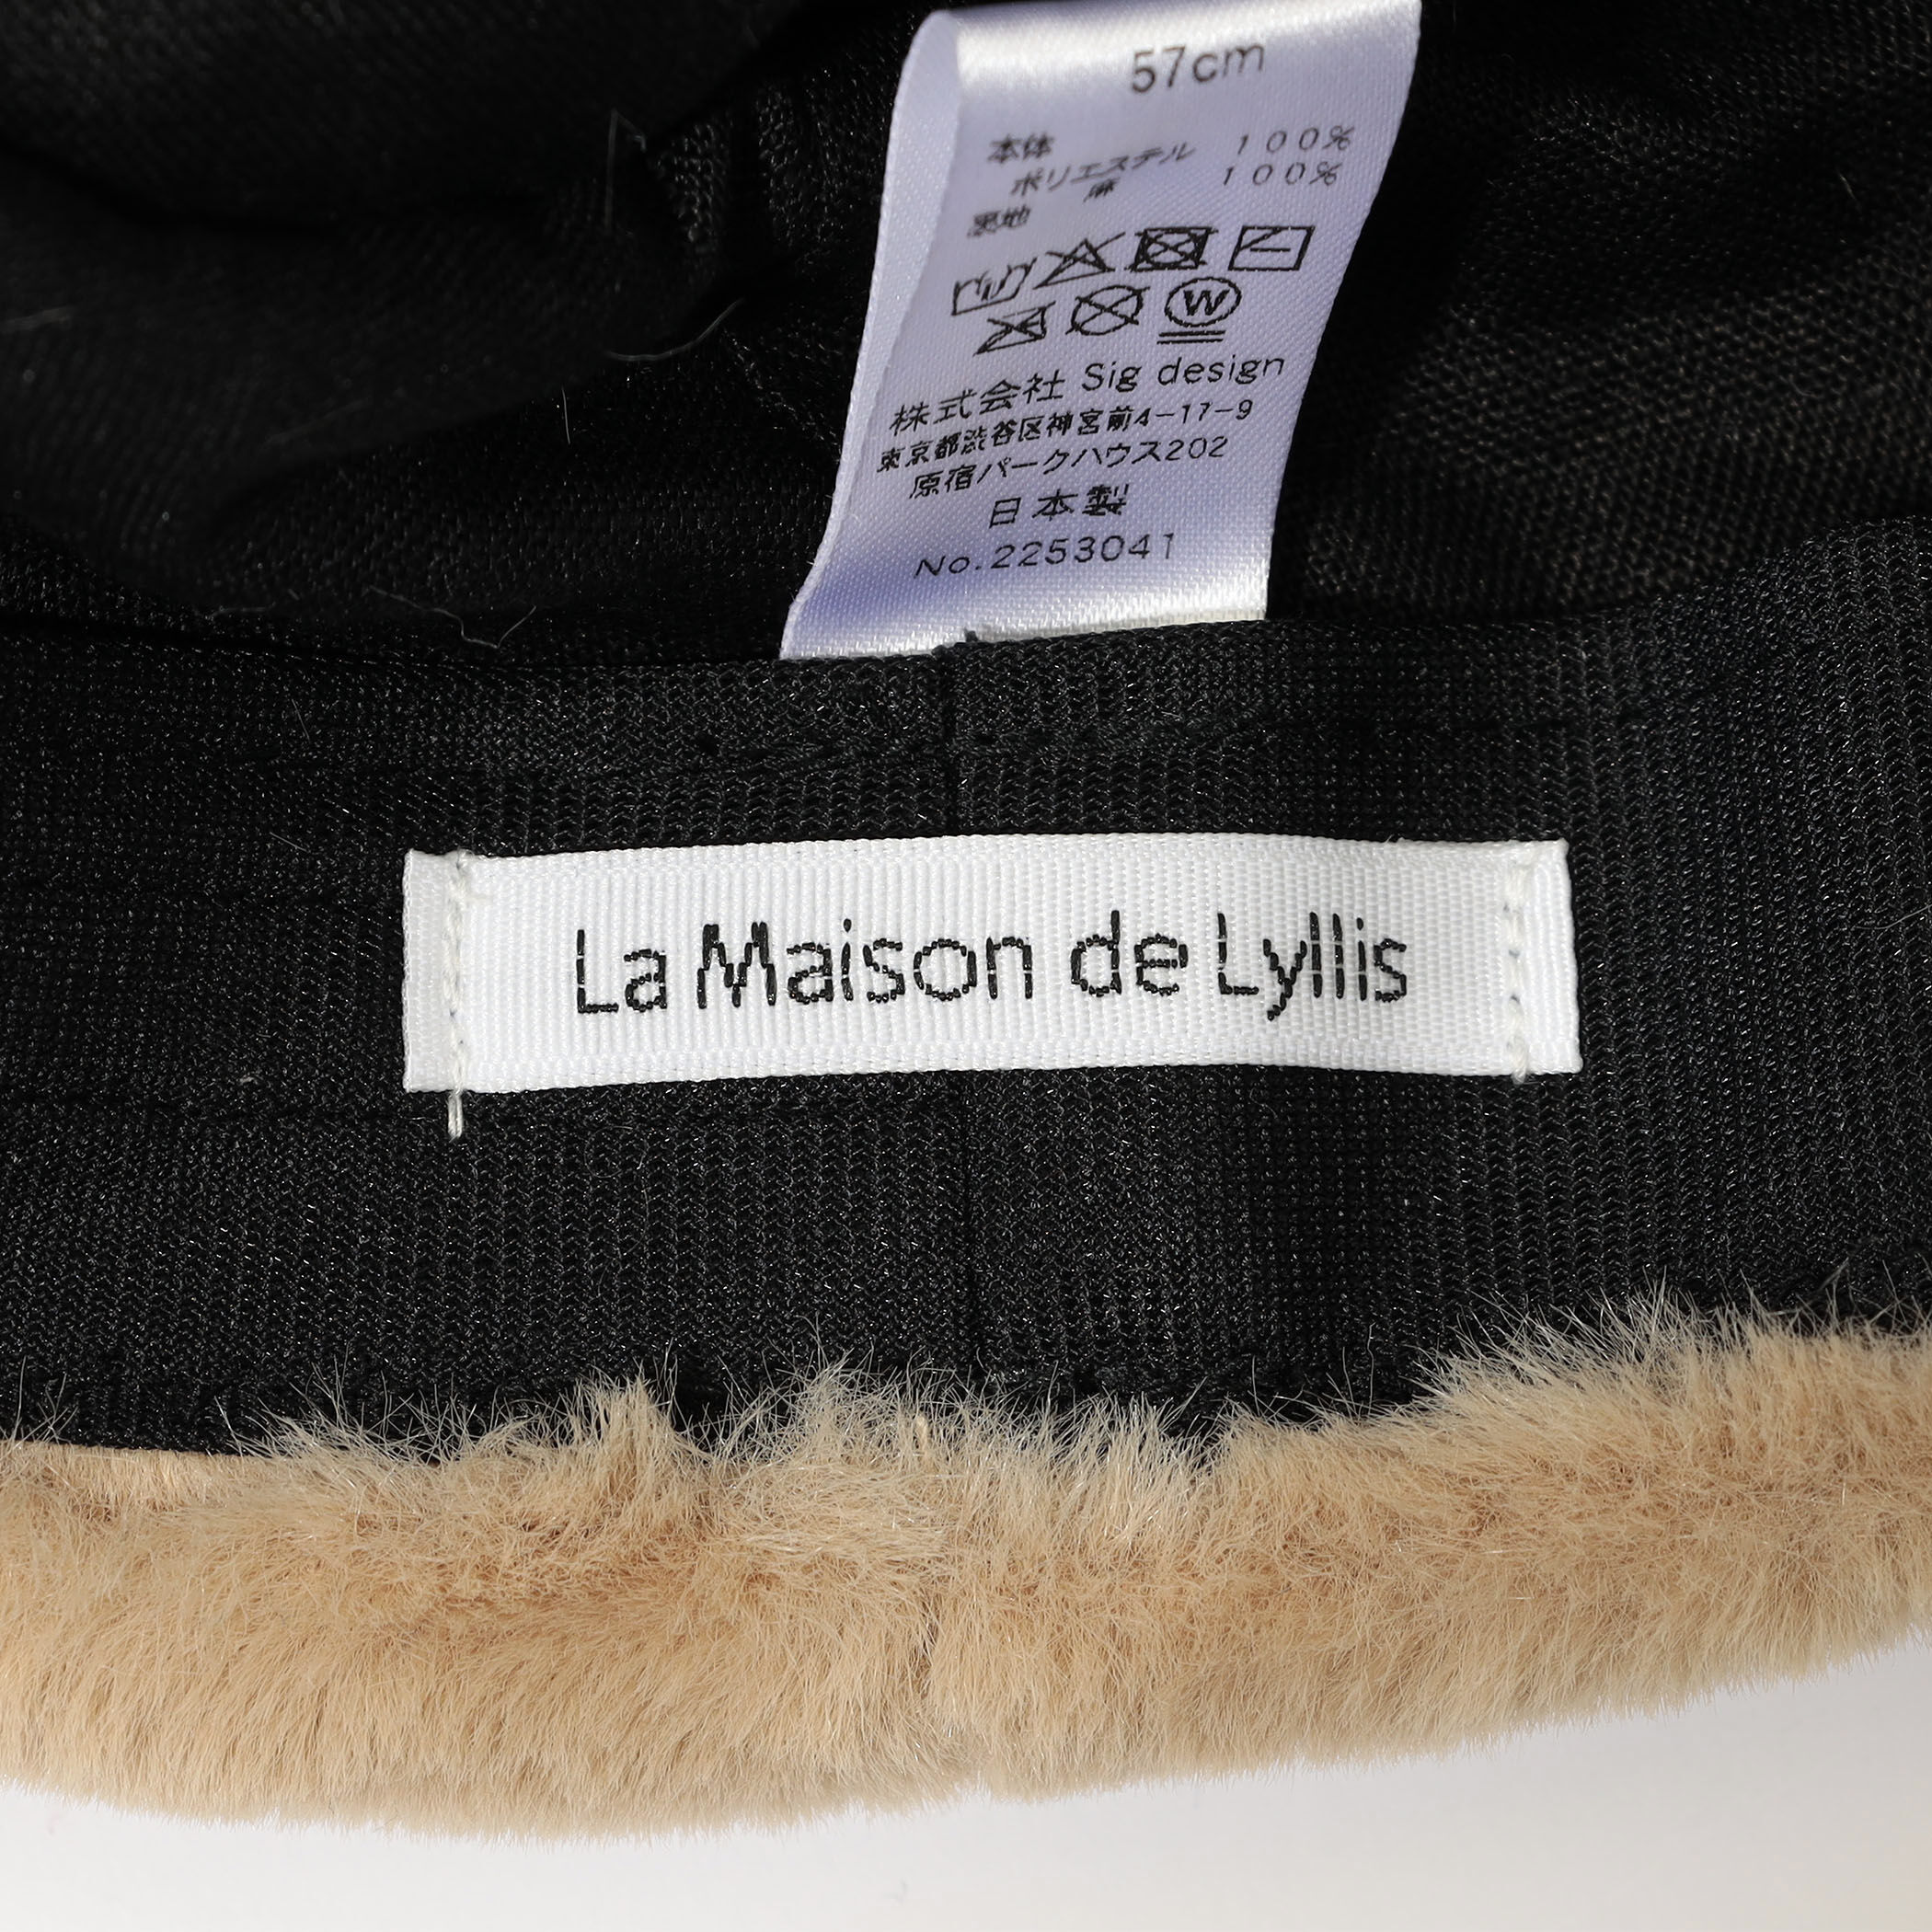 57cm
本体
ポリエステル 100%
麻 100%
裏地
W
株式会社 Sig design
東京都渋谷区神宮前4-17-9
原宿パークハウス202
日本製
No.2253041
La Maison de Lyllis